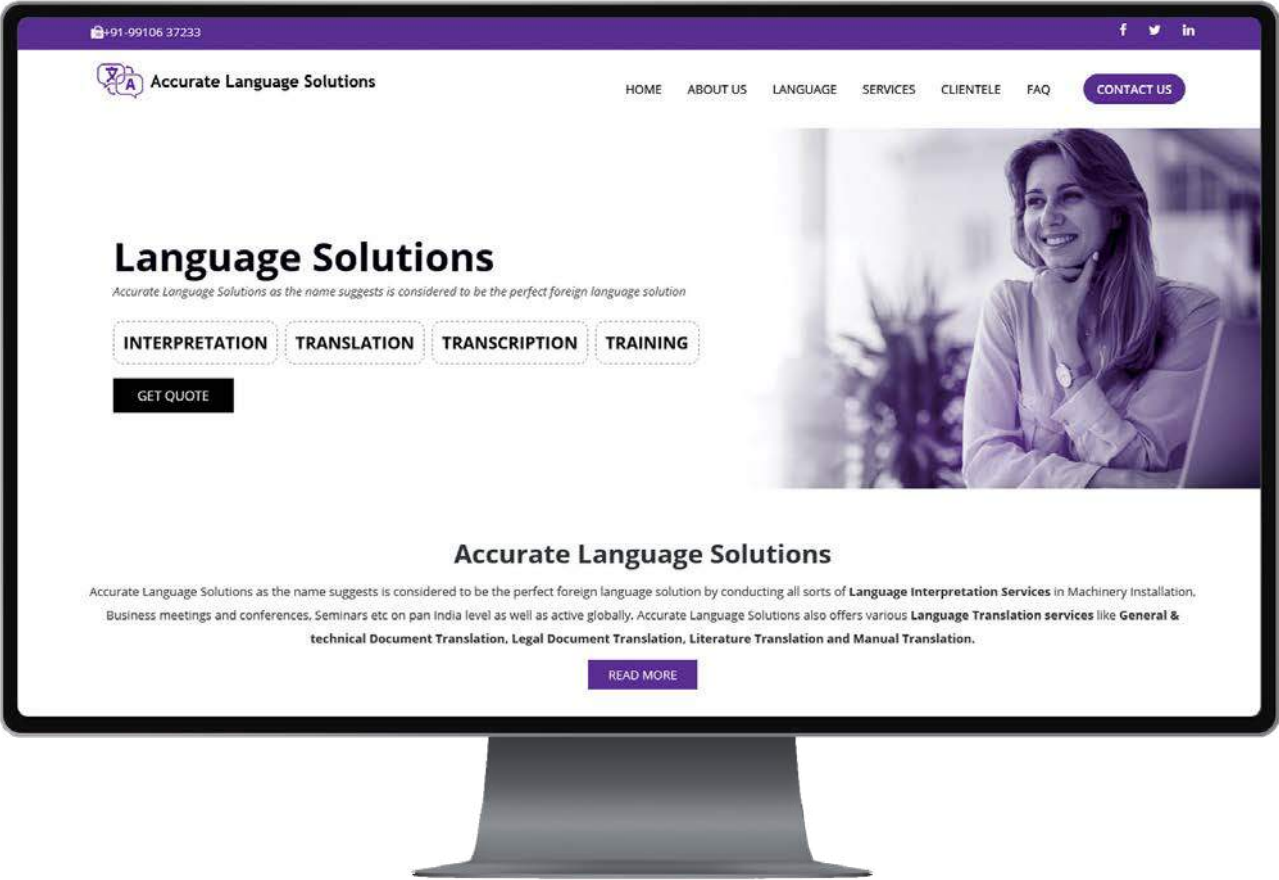 +91-99106 37233
Accurate Language Solutions
HOME ABOUT US LANGUAGE SERVICES CLIENTELE FAQ CONTACT US
Language Solutions
Accurate Language Solutions as the name suggests is considered to be the perfect foreign language solution
INTERPRETATION TRANSLATION TRANSCRIPTION TRAINING
GET QUOTE
Accurate Language Solutions
Accurate Language Solutions as the name suggests is considered to be the perfect foreign language solution by conducting all sorts of Language Interpretation Services in Machinery Installation,
Business meetings and conferences, Seminars etc on pan India level as well as active globally. Accurate Language Solutions also offers various Language Translation services like General &
technical Document Translation, Legal Document Translation, Literature Translation and Manual Translation.
READ MORE